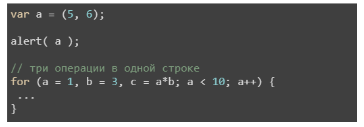 var a = (5, 6);
alert( a );
// три операции в одной строке
for (a = 1, b = 3, c = a*b; a < 10; a++) {
...
}